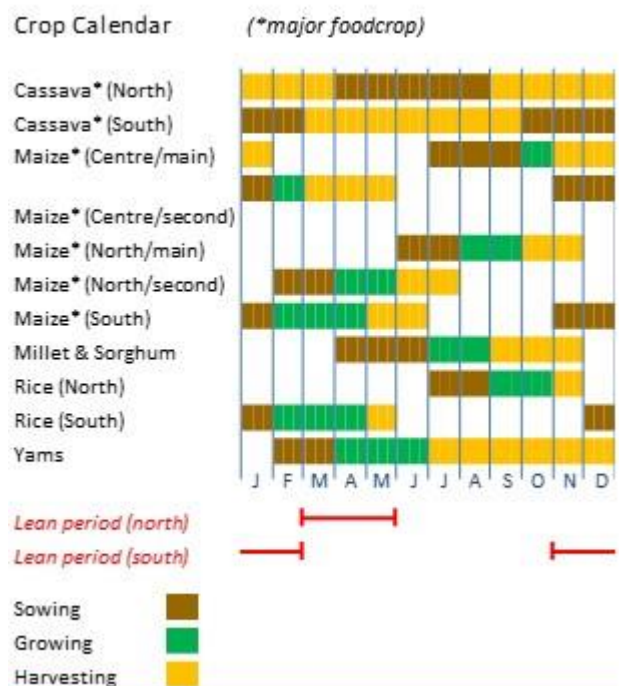 Crop Calendar (*major foodcrop)
Cassava* (North)
Cassava* (South)
Maize* (Centre/main)
Maize* (Centre/second)
Maize* (North/main)
Maize* (North/second)
Maize* (South)
Millet & Sorghum
Rice (North)
Rice (South)
Yams
J F M A M J J A S O N D
Lean period (north)
Lean period (south)
Sowing
Growing
Harvesting